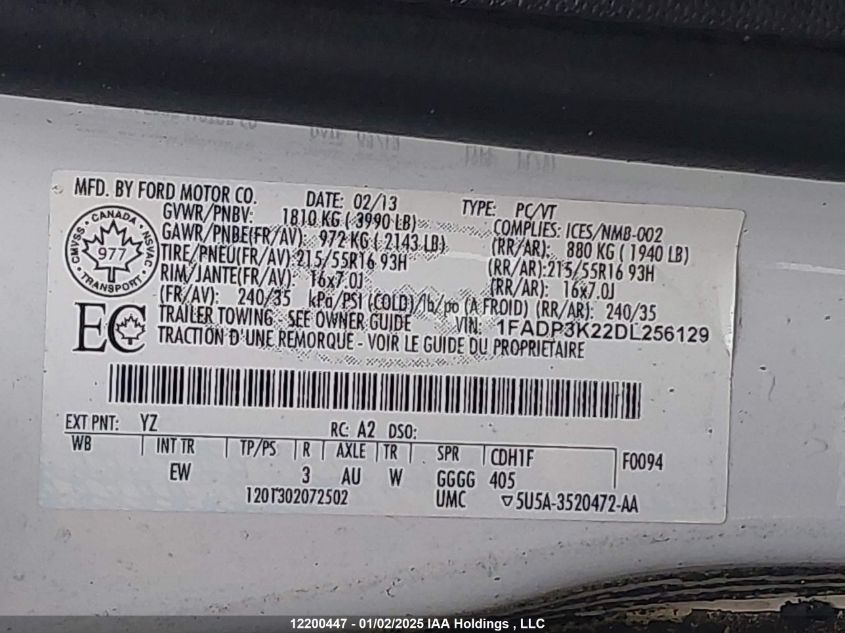 MFD. BY FORD MOTOR CO. DATE: 02/13 TYPE: PC/VT
GVWR/PNBV: 1810 KG ( 3990 LB) COMPLIES: ICES/NMB-002
GAWR/PNBE(FR/AV): 972 KG ( 2143 LB) (RR/AR): 880 KG ( 1940 LB)
TIRE/PNEU(FR/AV):215/55R16 93H (RR/AR):215/55R16 93H
RIM/JANTE(FR/AV): 16x7.0J (RR/AR): 16x7.0J
(FR/AV): 240/35 kPa/PSI (COLD)/lb/po (A FROID) (RR/AR): 240/35
TRAILER TOWING - SEE OWNER GUIDE VIN: 1FADP3K22DL256129
TRACTION D'UNE REMORQUE - VOIR LE GUIDE DU PROPRIETAIRE
CANADA
CMVSS
NSVAC
977
TRANSPORT
EC
EXT PNT: YZ RC: A2 DSO:
WB INT TR TP/PS R AXLE TR SPR CDH1F F0094
EW 3 AU W GGGG 405
120T302072502 UMC 5U5A-3520472-AA
12200447 - 01/02/2025 IAA Holdings , LLC